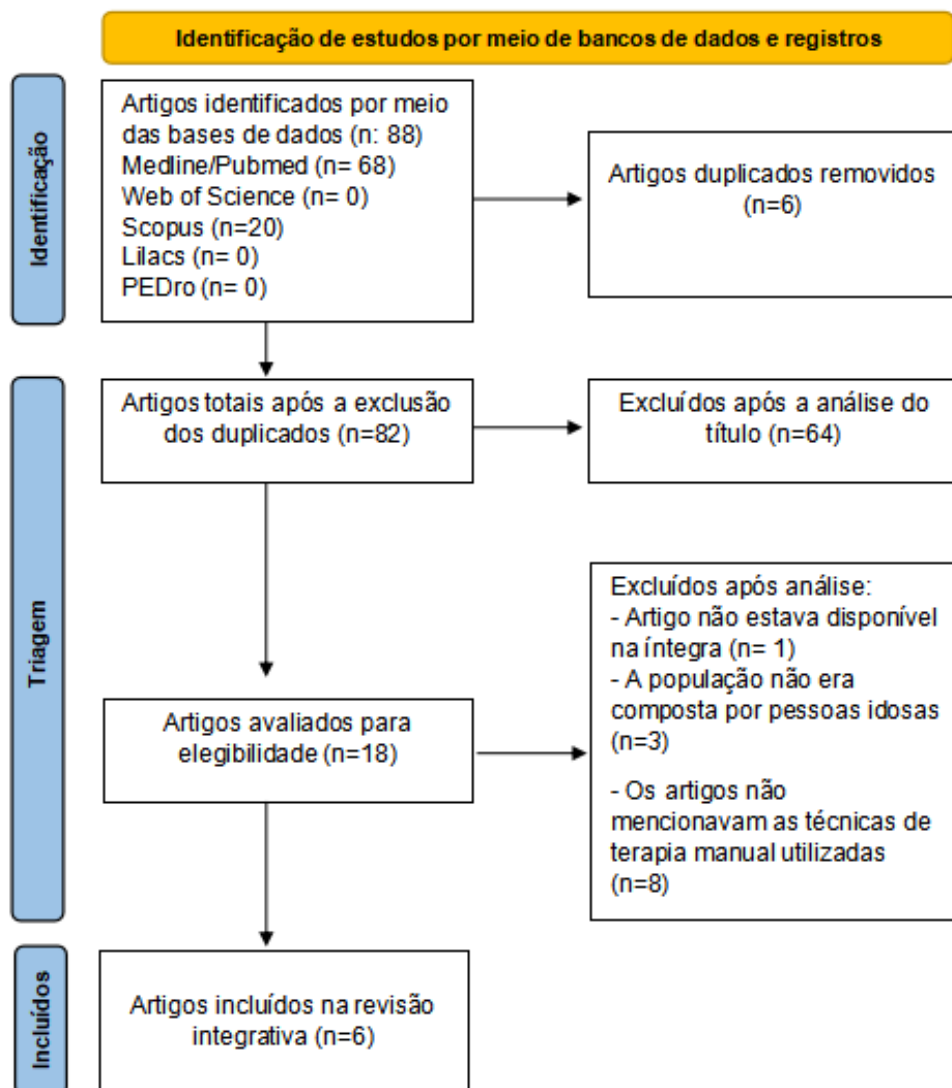 Identificação de estudos por meio de bancos de dados e registros
Identificação
Artigos identificados por meio
das bases de dados (n: 88)
Medline/Pubmed (n= 68)
Web of Science (n= 0)
Scopus (n=20)
Lilacs (n= 0)
PEDro (n= 0)
Artigos duplicados removidos
(n=6)
Triagem
Artigos totais após a exclusão
dos duplicados (n=82)
Excluídos após a análise do
título (n=64)
Artigos avaliados para
elegibilidade (n=18)
Excluídos após análise:
- Artigo não estava disponível
na íntegra (n= 1)
- A população não era
composta por pessoas idosas
(n=3)
- Os artigos não
mencionavam as técnicas de
terapia manual utilizadas
(n=8)
Incluídos
Artigos incluídos na revisão
integrativa (n=6)